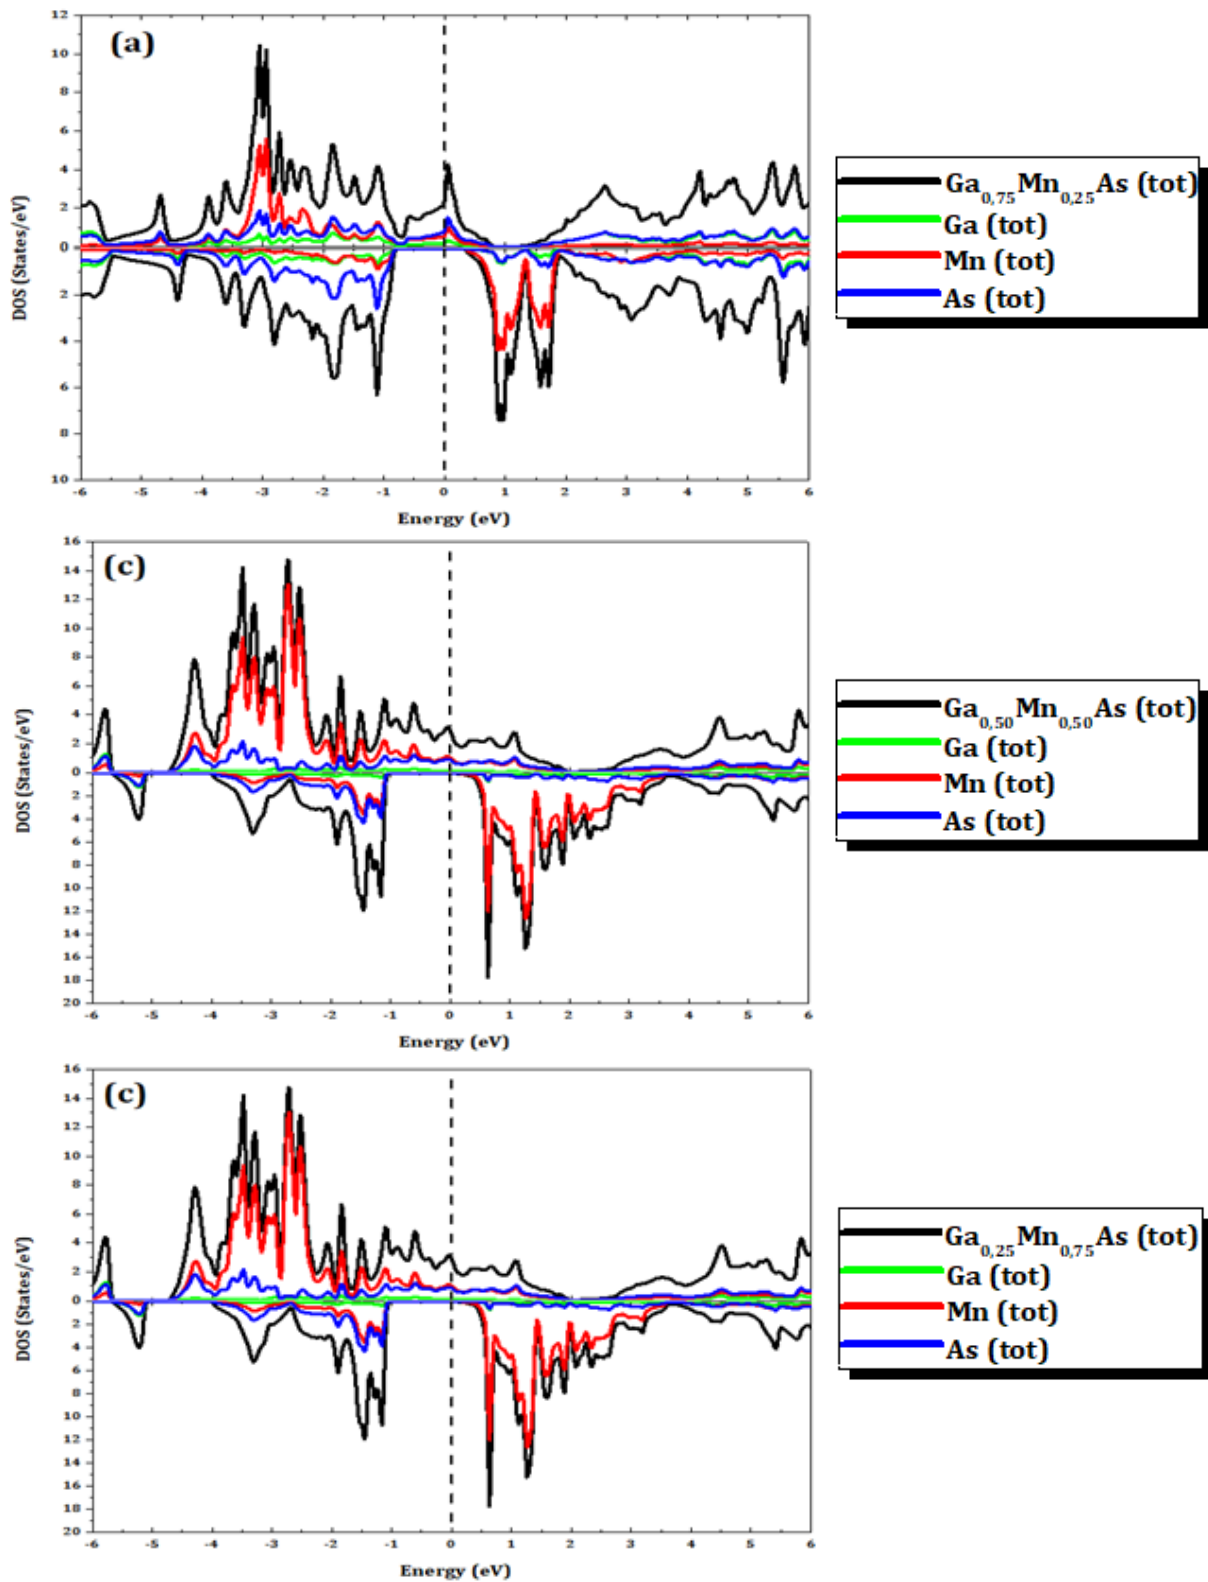 (a)
DOS (States/eV)
12
10
8
6
4
2
0
2
4
6
8
10
-6 -5 -4 -3 -2 -1 0 1 2 3 4 5 6
Energy (eV)
Ga0,75Mn0,25As (tot)
Ga (tot)
Mn (tot)
As (tot)
(c)
DOS (States/eV)
16
14
12
10
8
6
4
2
0
2
4
6
8
10
12
14
16
18
20
-6 -5 -4 -3 -2 -1 0 1 2 3 4 5 6
Energy (eV)
Ga0,50Mn0,50As (tot)
Ga (tot)
Mn (tot)
As (tot)
(c)
DOS (States/eV)
16
14
12
10
8
6
4
2
0
2
4
6
8
10
12
14
16
18
20
-6 -5 -4 -3 -2 -1 0 1 2 3 4 5 6
Energy (eV)
Ga0,25Mn0,75As (tot)
Ga (tot)
Mn (tot)
As (tot)